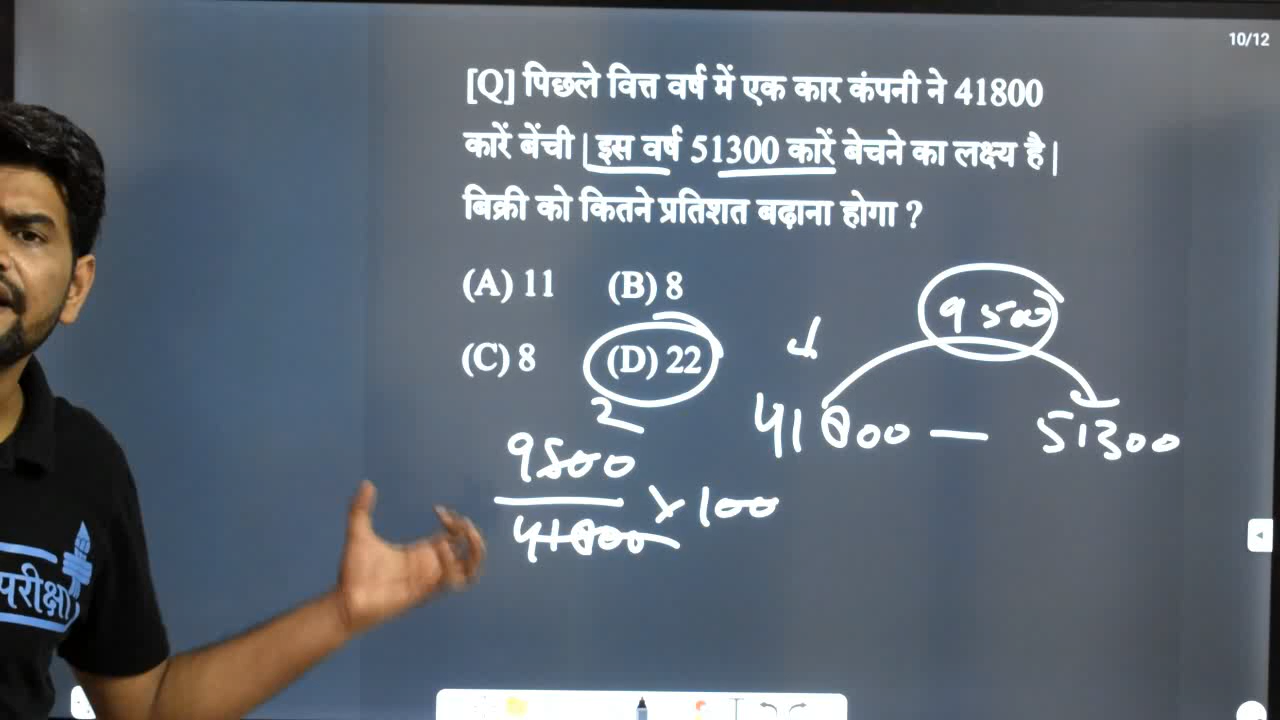 10/12
[Q] पिछले वित्त वर्ष में एक कार कंपनी ने 41800
कारें बेंची | इस वर्ष 51300 कारें बेचने का लक्ष्य है |
बिक्री को कितने प्रतिशत बढ़ाना होगा ?
(A) 11 (B) 8
(C) 8 (D) 22
9500
41800 — 51300
2
9500
41800 × 100
परीक्षा